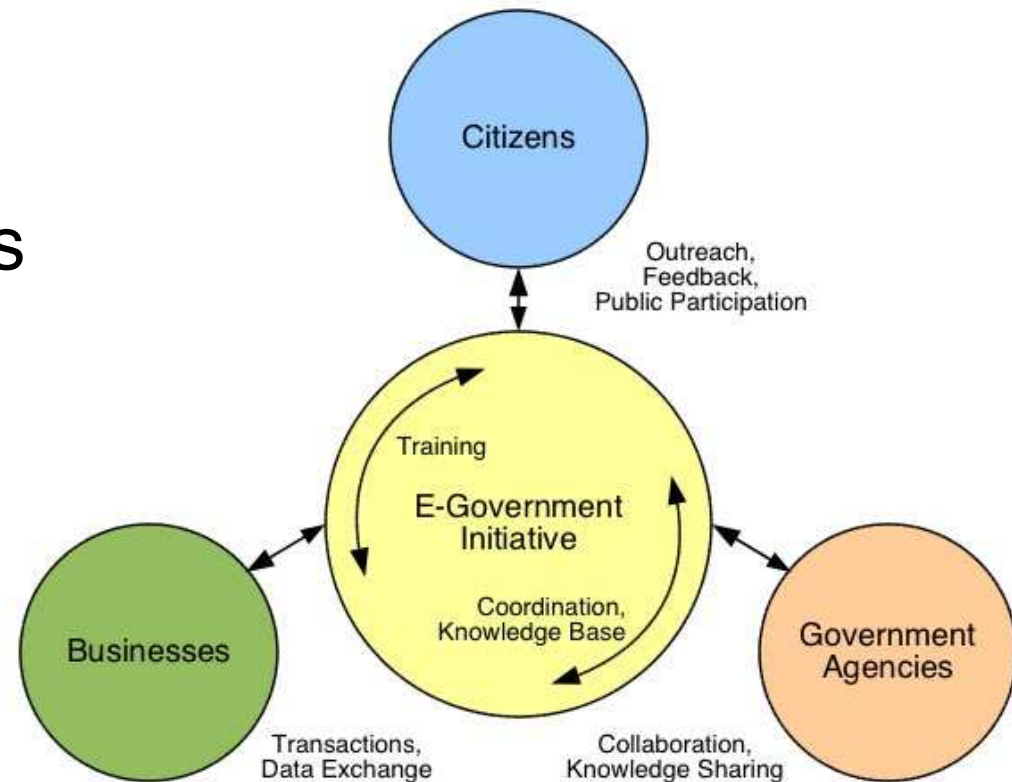 Citizens
s
Outreach,
Feedback,
Public Participation
Training
E-Government
Initiative
Coordination,
Knowledge Base
Businesses
Government
Agencies
Transactions,
Data Exchange
Collaboration,
Knowledge Sharing